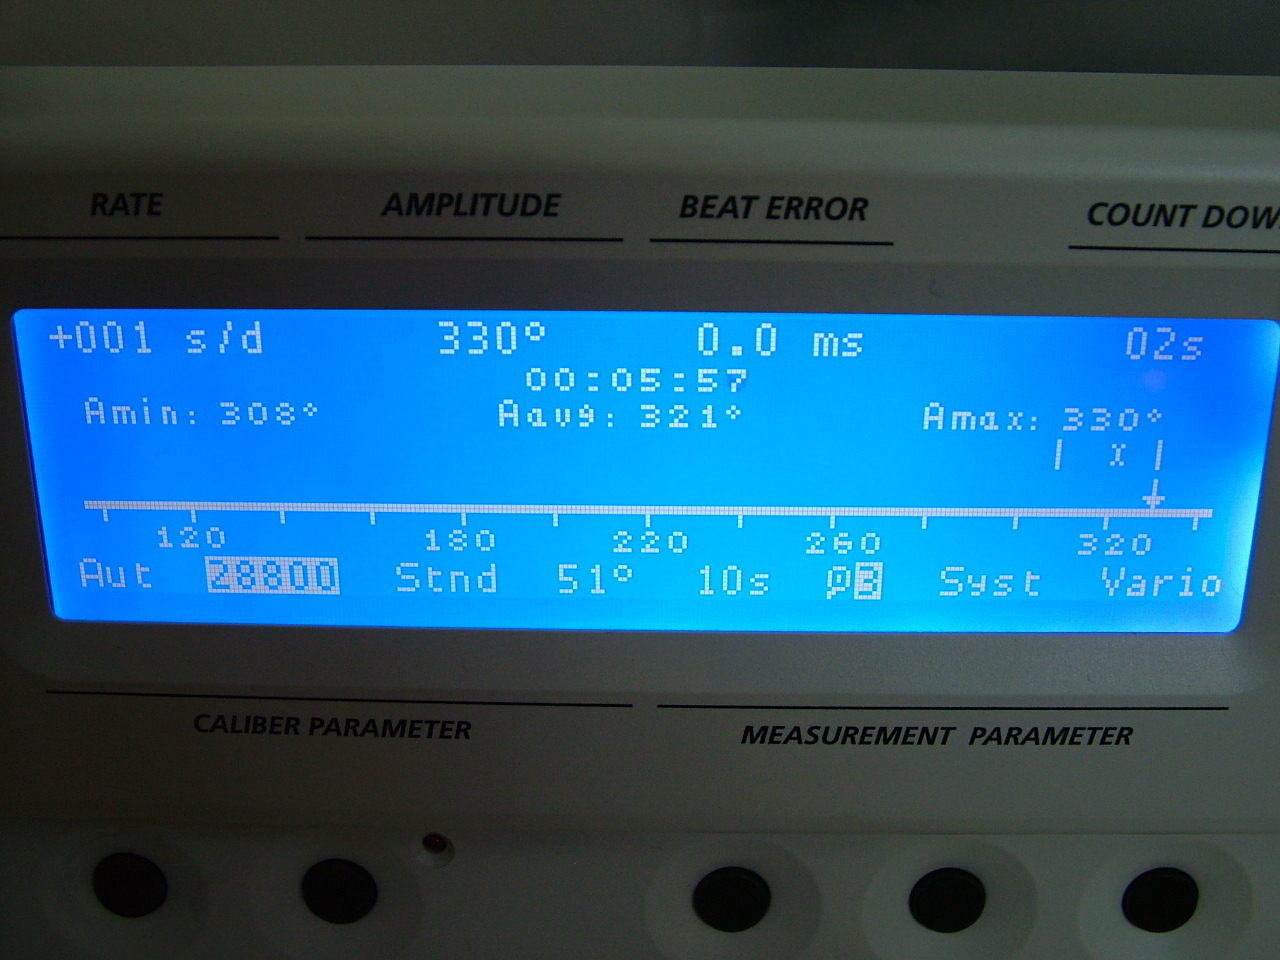 RATE AMPLITUDE BEAT ERROR COUNT DOW
+001 s/d 330° 0.0 ms 02s
00:05:57
Amin: 308° Aavg: 321° Amax: 330°
| X |
120 180 220 260 320
Aut 28800 Stnd 51° 10s Syst Vario
CALIBER PARAMETER MEASUREMENT PARAMETER